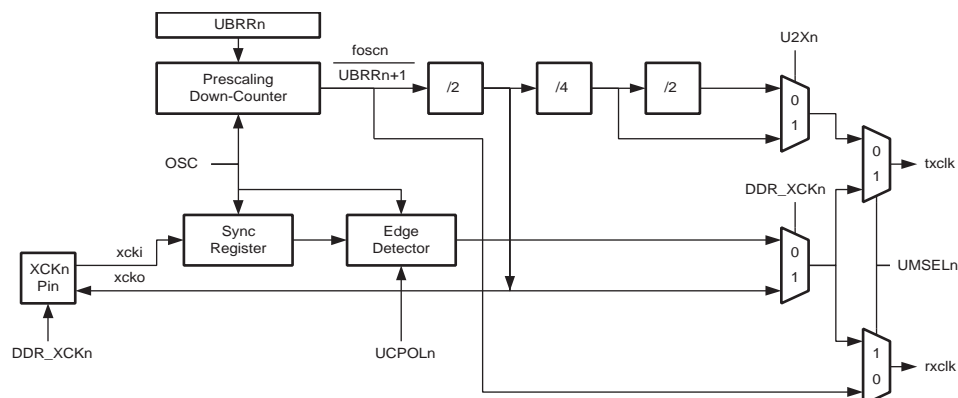 UBRRn
foscn
UBRRn+1
U2Xn
Prescaling
Down-Counter
/2
/4
/2
0
1
OSC
0
1
txclk
DDR_XCKn
Sync
Register
Edge
Detector
xcki
0
1
XCKn
Pin
xcko
UMSELn
DDR_XCKn
UCPOLn
1
0
rxclk